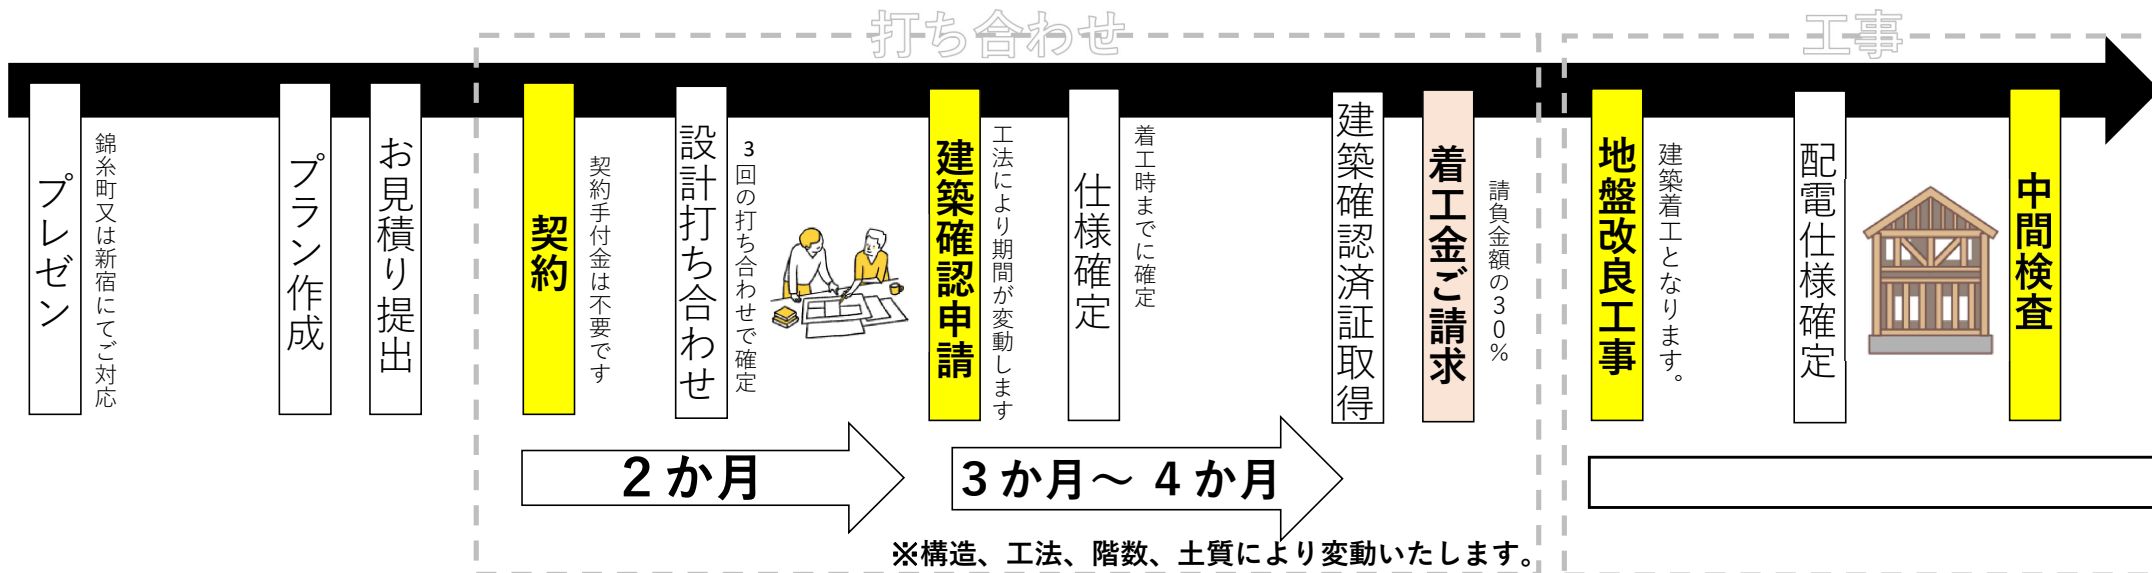 打ち合わせ
工事
プレゼン
錦糸町又は新宿にてご対応
プラン作成
お見積り提出
契約
契約手付金は不要です
設計打ち合わせ
3回の打ち合わせで確定
建築確認申請
工法により期間が変動します
仕様確定
着工時までに確定
建築確認済証取得
着工金ご請求
請負金額の30%
地盤改良工事
建築着工となります。
配電仕様確定
中間検査
2か月
3か月～4か月
※構造、工法、階数、土質により変動いたします。